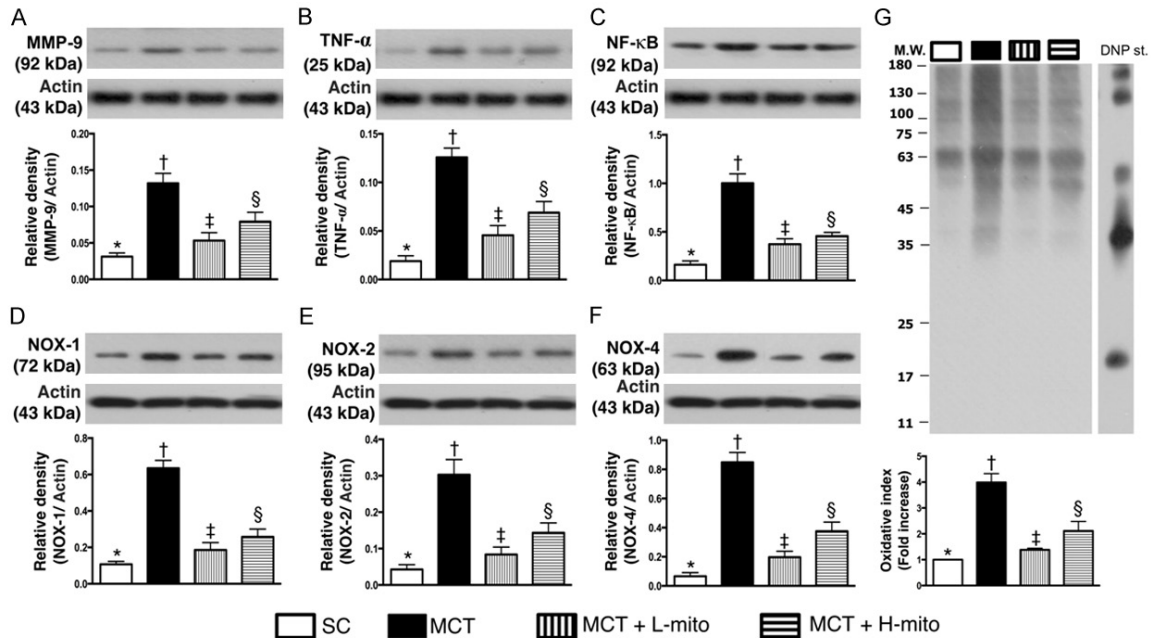 A
MMP-9
(92 kDa)
Actin
(43 kDa)
Relative density
(MMP-9/ Actin)
0.20
0.15
0.10
0.05
0.00
*
†
‡
§
B
TNF-α
(25 kDa)
Actin
(43 kDa)
Relative density
(TNF-α/ Actin)
0.15
0.10
0.05
0.00
*
†
‡
§
C
NF-κB
(92 kDa)
Actin
(43 kDa)
Relative density
(NF-κB/ Actin)
1.5
1.0
0.5
0.0
*
†
‡
§
D
NOX-1
(72 kDa)
Actin
(43 kDa)
Relative density
(NOX-1/ Actin)
0.8
0.6
0.4
0.2
0.0
*
†
‡
§
E
NOX-2
(95 kDa)
Actin
(43 kDa)
Relative density
(NOX-2/ Actin)
0.4
0.3
0.2
0.1
0.0
*
†
‡
§
F
NOX-4
(63 kDa)
Actin
(43 kDa)
Relative density
(NOX-4/ Actin)
1.0
0.8
0.6
0.4
0.2
0.0
*
†
‡
§
G
M.W.
DNP st.
180
130
100
75
63
45
35
25
17
11
Oxidative index
(Fold increase)
5
4
3
2
1
0
*
†
‡
§
SC
MCT
MCT + L-mito
MCT + H-mito